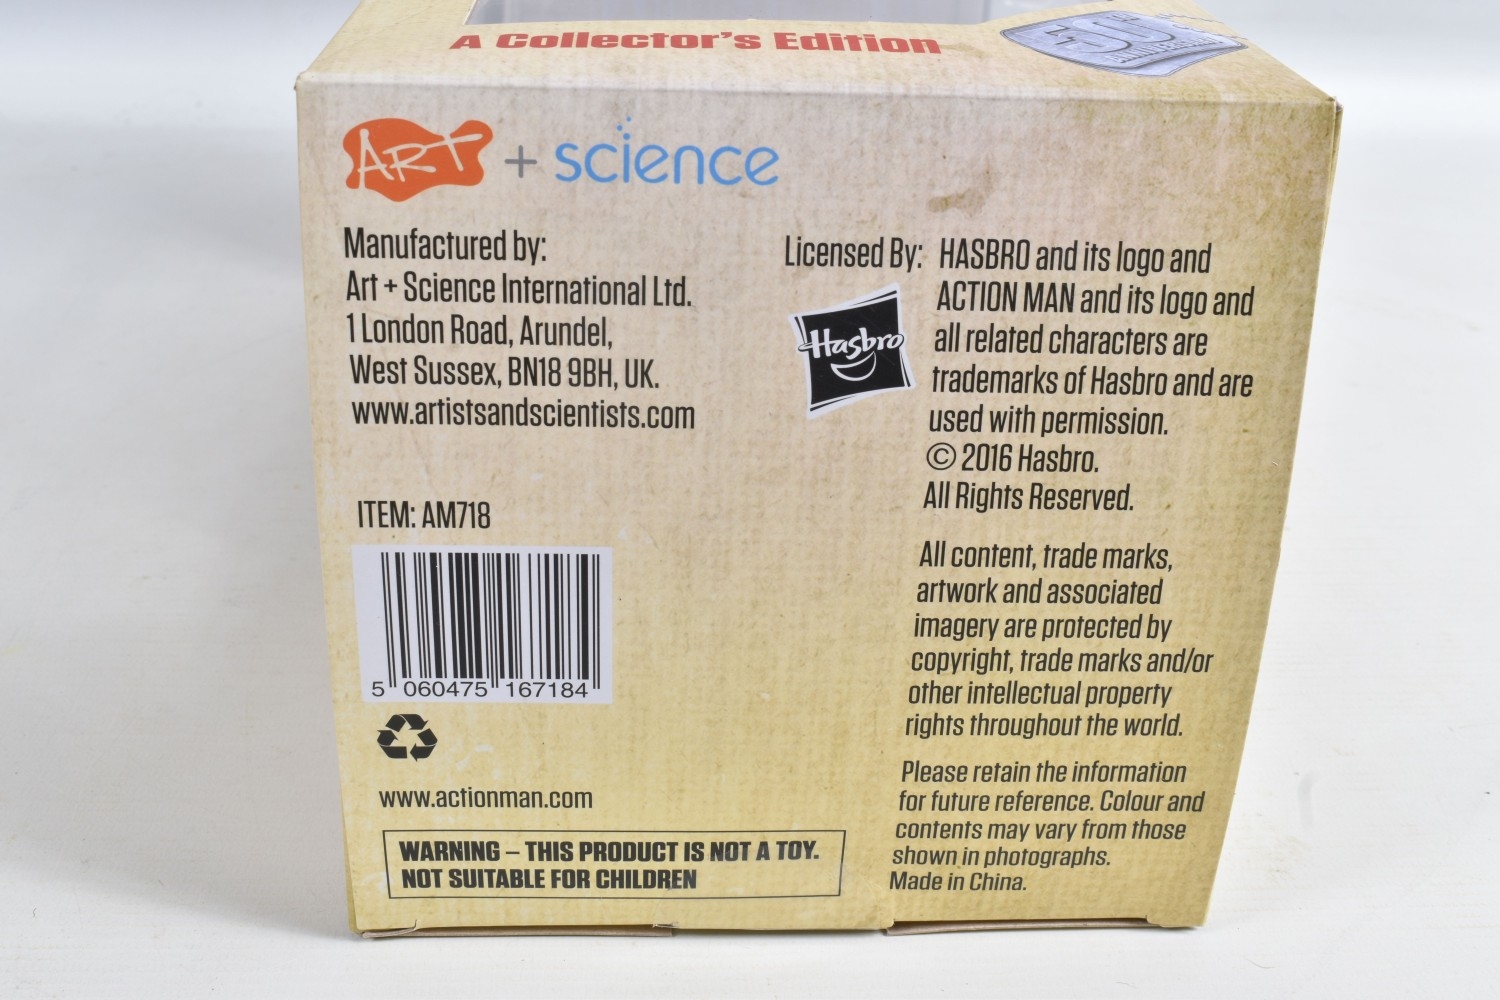 A Collector's Edition
50th
ANNIVERSARY
ART + science
Manufactured by:
Art + Science International Ltd.
1 London Road, Arundel,
West Sussex, BN18 9BH, UK.
www.artistsandscientists.com
ITEM: AM718
5 060475 167184
www.actionman.com
WARNING – THIS PRODUCT IS NOT A TOY.
NOT SUITABLE FOR CHILDREN
Licensed By:
Hasbro
HASBRO and its logo and
ACTION MAN and its logo and
all related characters are
trademarks of Hasbro and are
used with permission.
© 2016 Hasbro.
All Rights Reserved.
All content, trade marks,
artwork and associated
imagery are protected by
copyright, trade marks and/or
other intellectual property
rights throughout the world.
Please retain the information
for future reference. Colour and
contents may vary from those
shown in photographs.
Made in China.